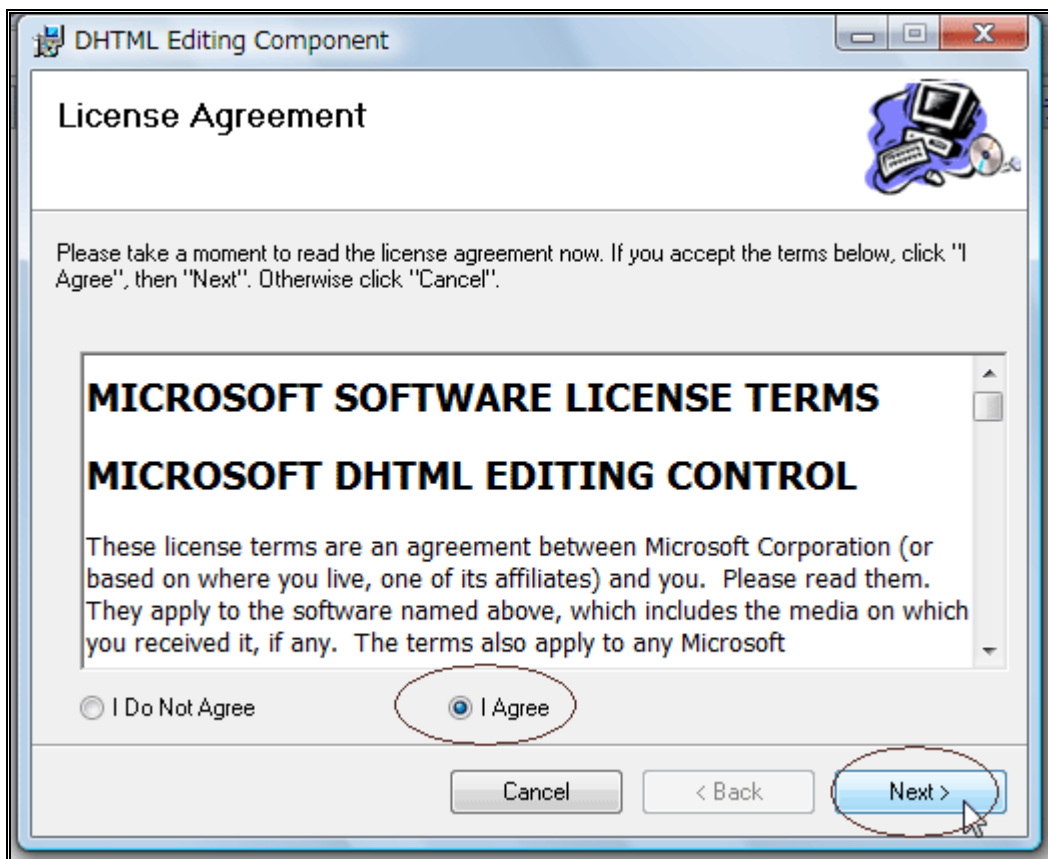 DHTML Editing Component
License Agreement
Please take a moment to read the license agreement now. If you accept the terms below, click "I
Agree", then "Next". Otherwise click "Cancel".
MICROSOFT SOFTWARE LICENSE TERMS
MICROSOFT DHTML EDITING CONTROL
These license terms are an agreement between Microsoft Corporation (or
based on where you live, one of its affiliates) and you.  Please read them.
They apply to the software named above, which includes the media on which
you received it, if any.  The terms also apply to any Microsoft
I Do Not Agree
I Agree
Cancel
< Back
Next >